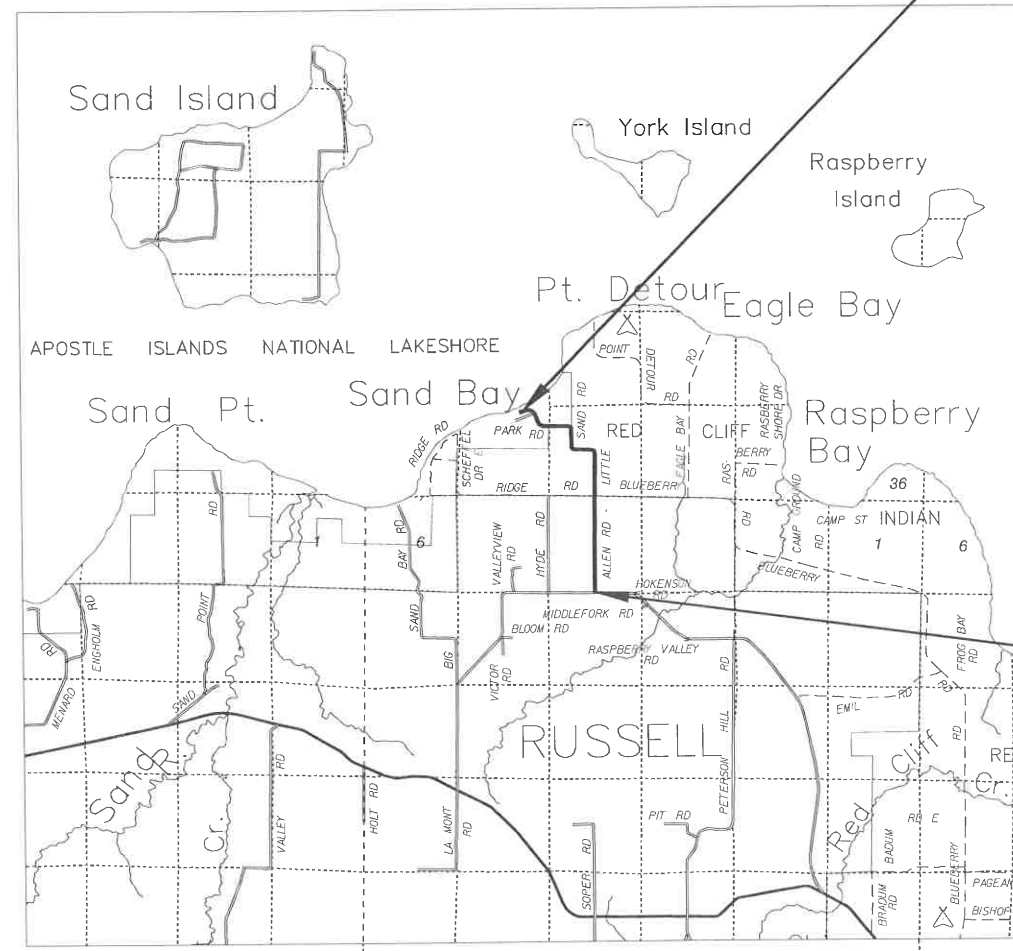 Sand Island
York Island
Raspberry
Island
Pt. Detour
Eagle Bay
APOSTLE ISLANDS NATIONAL LAKESHORE
Sand Bay
Sand Pt.
Raspberry
Bay
POINT
DETOUR
RD
RD
SAND RD
LITTLE
ALLEN RD.
RED CLIFF
RASBERRY
SHORE DR
EAGLE BAY
RIDGE RD
PARK RD
SCHEFFEL
DR E
RIDGE RD
BLUEBERRY
RAS-
BERRY
RD
RD
CAMP GROUND
RD
CAMP ST
INDIAN
36
1
6
1
6
BLUEBERRY
RD
RD
BAY
SAND
BIG
VALLEYVIEW
RD
HYDE
RD
HOKENSON
RD
MIDDLEFORK RD
BLOOM RD
RASPBERRY VALLEY
RD
VICTOR
RD
RD
POINT
SAND
RD
ENGHOLM
RD
MENARD
FROG BAY
RD
RD
EMIL RD
RD
RUSSELL
PETERSON HILL RD
Sand R.
Cr.
VALLEY RD
HOLT RD
LA MONT
RD
SOPER RD
PIT RD
Red Cliff
Cr.
RE
RD E
BADUM
BRADUM
RD
BLUEBERRY
PAGEAN
BISHOP